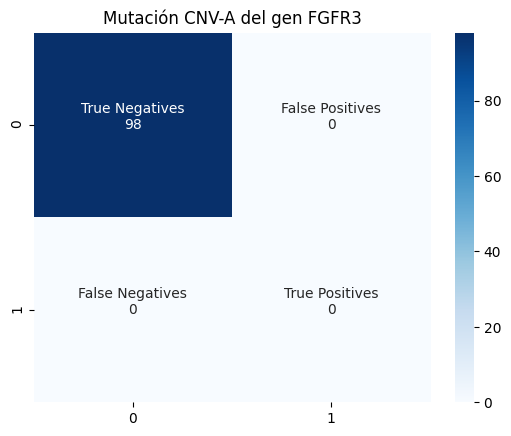 Mutación CNV-A del gen FGFR3
True Negatives
98
False Positives
0
False Negatives
0
True Positives
0
0
1
0
1
80
60
40
20
0